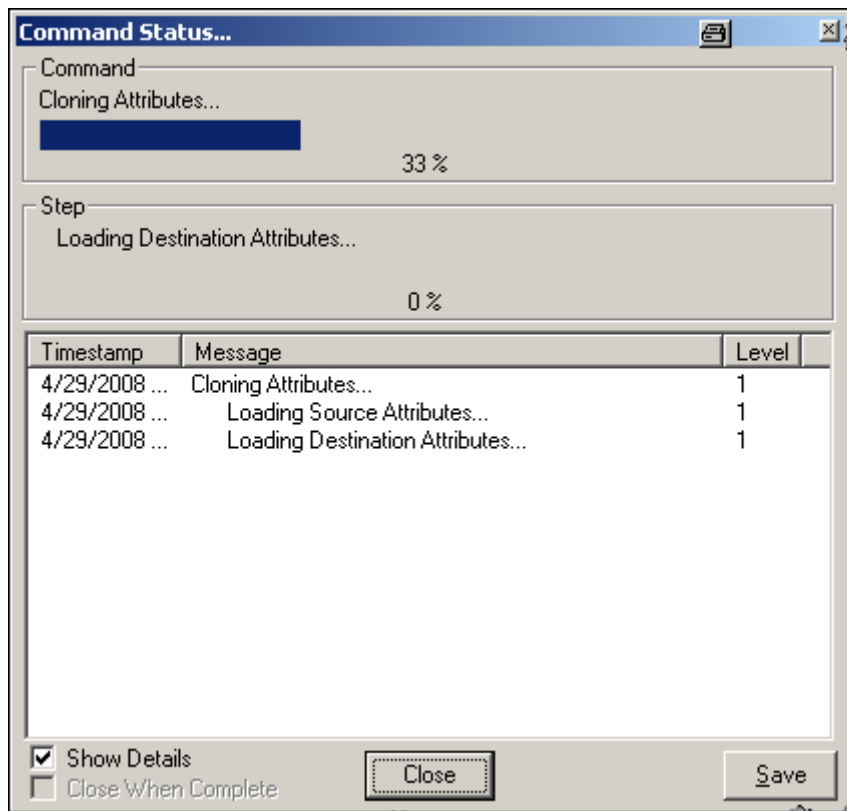 Command Status...
Command
Cloning Attributes...
33 %
Step
Loading Destination Attributes...
0 %
Timestamp Message Level
4/29/2008 ... Cloning Attributes... 1
4/29/2008 ... Loading Source Attributes... 1
4/29/2008 ... Loading Destination Attributes... 1
Show Details
Close When Complete
Close
Save